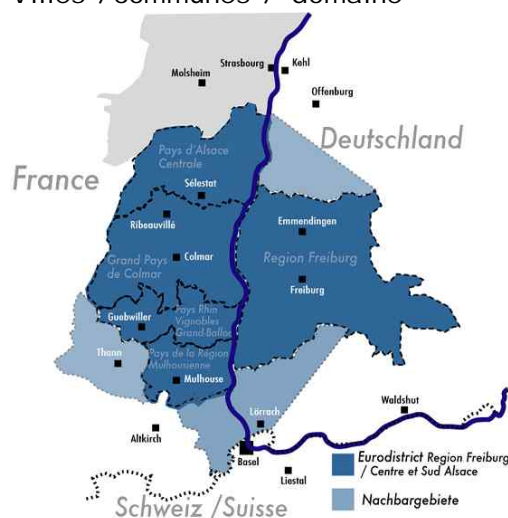 Villes / communes / domaine
Strasbourg
Kehl
Molsheim
Offenburg
Deutschland
Pays d'Alsace
Centrale
France
Sélestat
Ribeauvillé
Emmendingen
Colmar
Region Freiburg
Grand Pays
de Colmar
Freiburg
Guebwiller
Pays Rhin
Vignobles
Grand-Ballon
Thann
Pays de la Région
Mulhousienne
Mulhouse
Lörrach
Waldshut
Altkirch
Basel
Liestal
Eurodistrict Region Freiburg
/ Centre et Sud Alsace
Nachbargebiete
Schweiz /Suisse